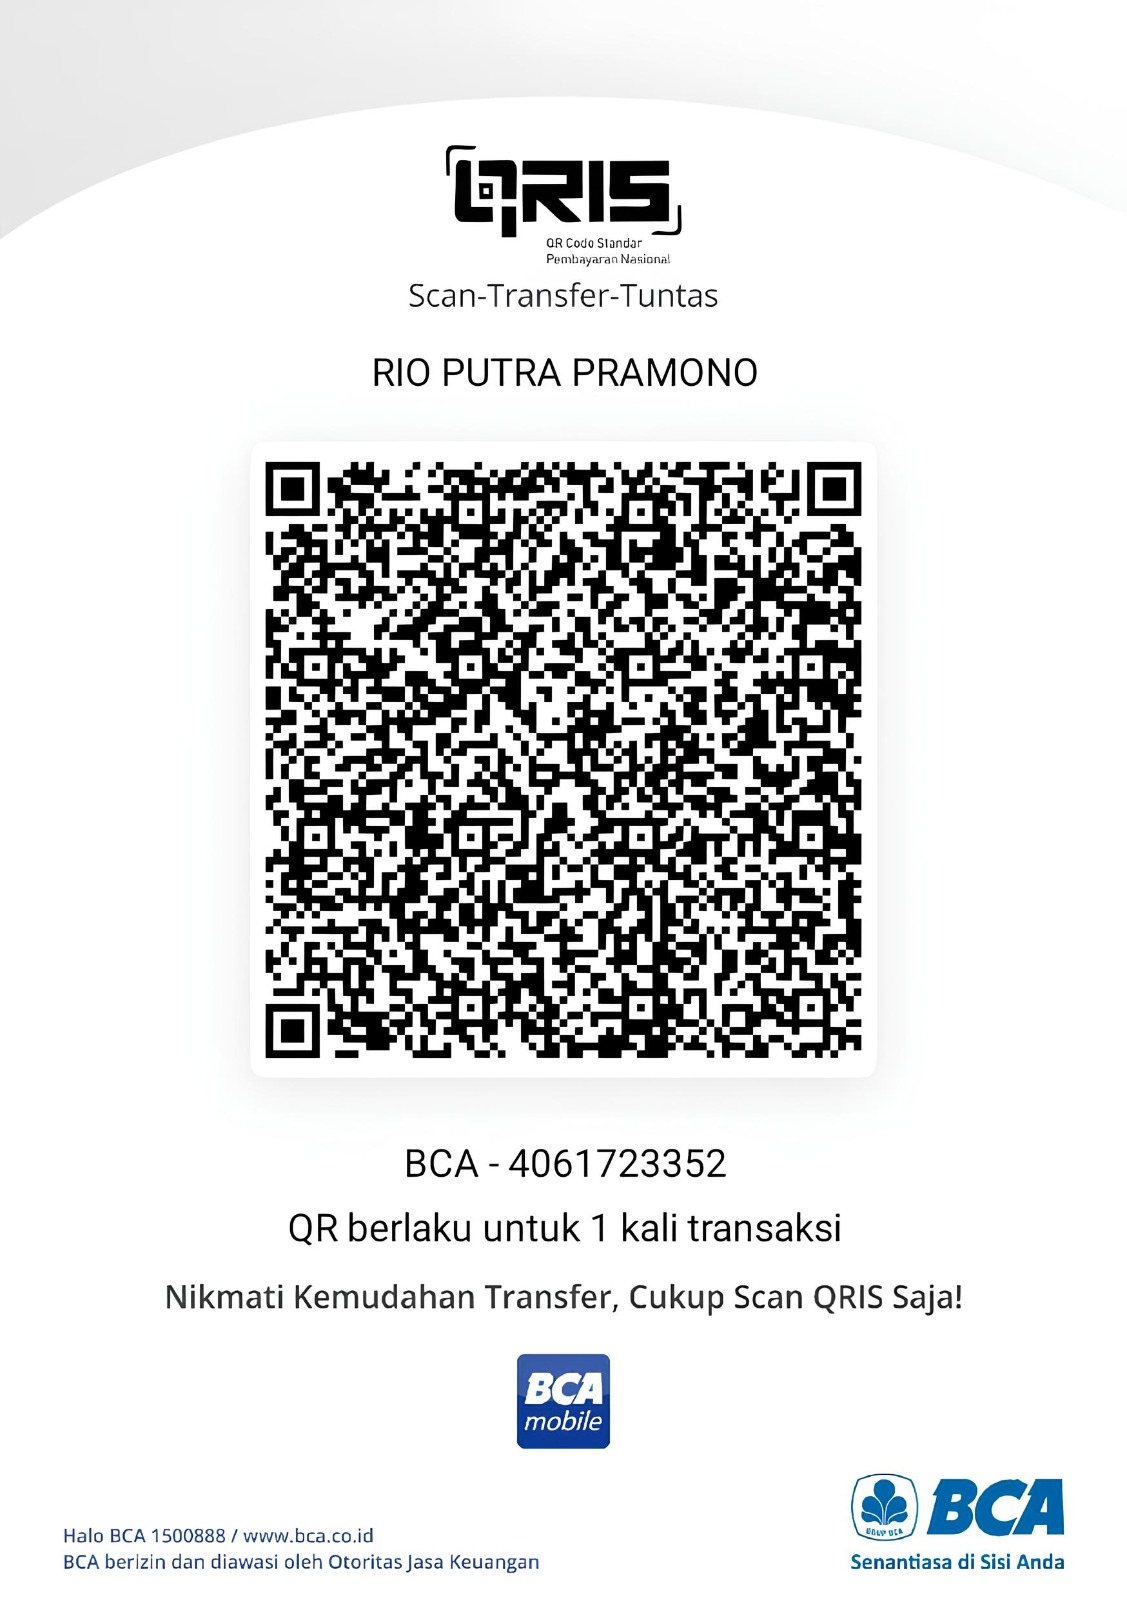 QRIS
QR Code Standar
Pembayaran Nasional
Scan-Transfer-Tuntas
RIO PUTRA PRAMONO
BCA - 4061723352
QR berlaku untuk 1 kali transaksi
Nikmati Kemudahan Transfer, Cukup Scan QRIS Saja!
BCA
mobile
BCA
Senantiasa di Sisi Anda
Halo BCA 1500888 / www.bca.co.id
BCA berizin dan diawasi oleh Otoritas Jasa Keuangan